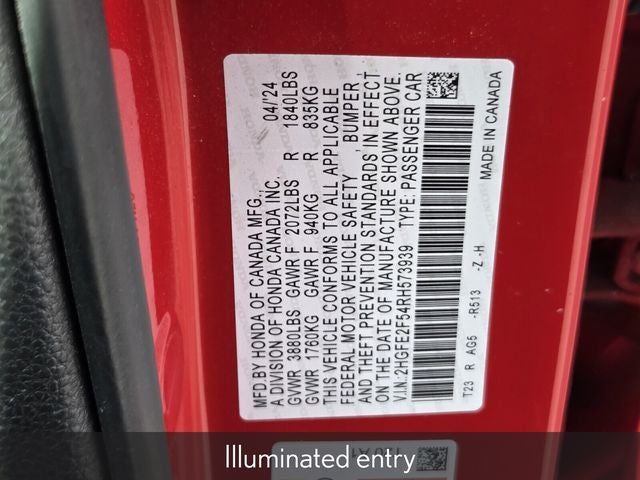 MFD.BY HONDA OF CANADA MFG., 04/'24
A DIVISION OF HONDA CANADA INC.
GVWR 3880LBS GAWR F 2072LBS R 1840LBS
GVWR 1760KG GAWR F 940KG R 835KG
THIS VEHICLE CONFORMS TO ALL APPLICABLE
FEDERAL MOTOR VEHICLE SAFETY , BUMPER ,
AND THEFT PREVENTION STANDARDS IN EFFECT
ON THE DATE OF MANUFACTURE SHOWN ABOVE.
V.I.N.:2HGFE2F54RH573939 TYPE: PASSENGER CAR
T23 R AG5 -R513 -Z -H MADE IN CANADA
Illuminated entry